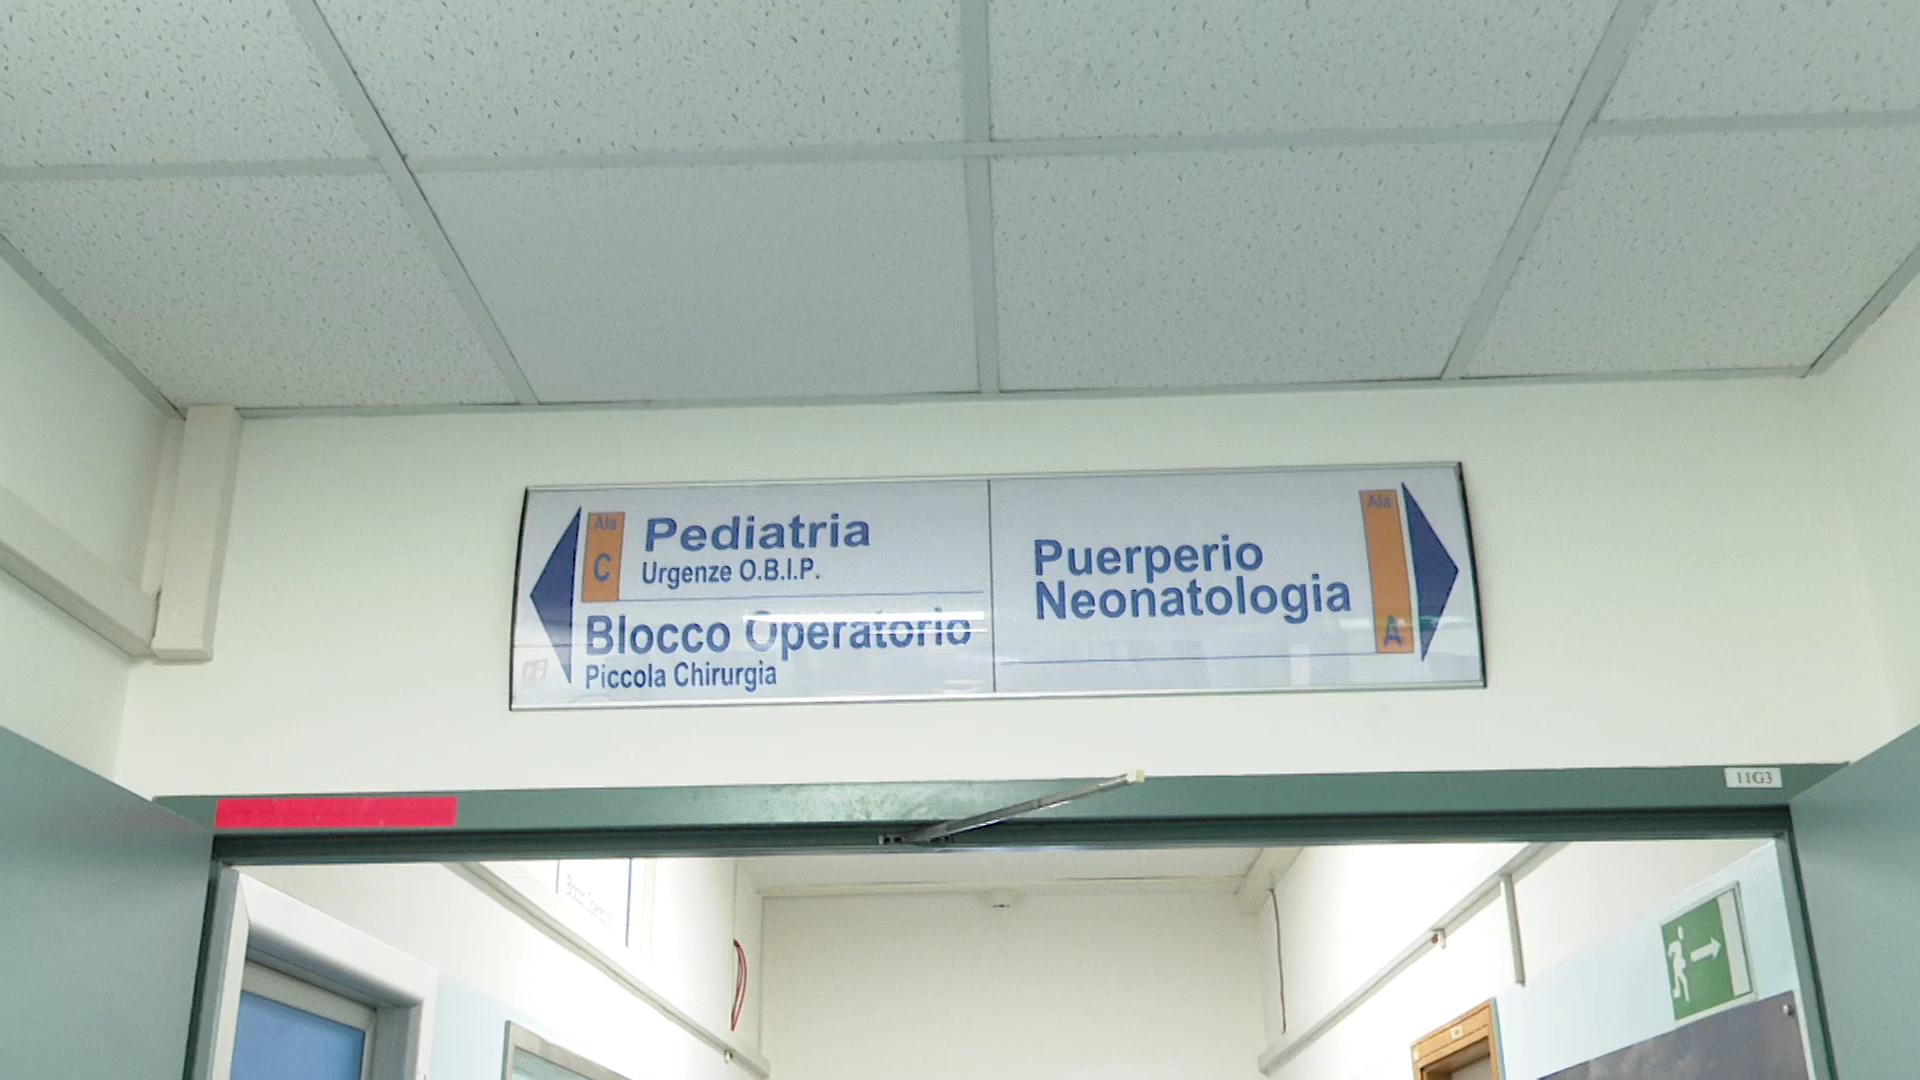 Ala
C
Pediatria
Urgenze O.B.I.P.
Blocco Operatorio
Piccola Chirurgia
Puerperio
Neonatologia
Ala
A
11G3